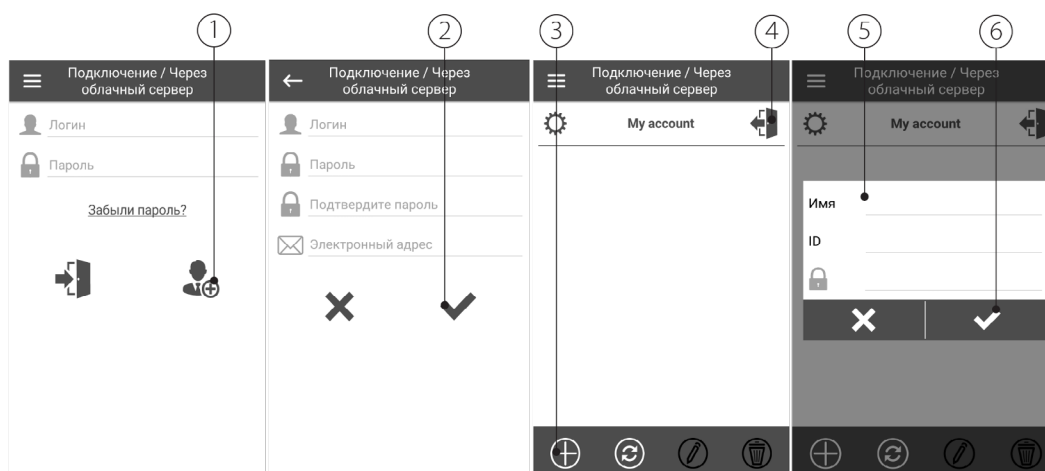 1
2
3
4
5
6
Подключение / Через
облачный сервер
Логин
Пароль
Забыли пароль?
Подключение / Через
облачный сервер
Логин
Пароль
Подтвердите пароль
Электронный адрес
Подключение / Через
облачный сервер
My account
Подключение / Через
облачный сервер
My account
Имя
ID